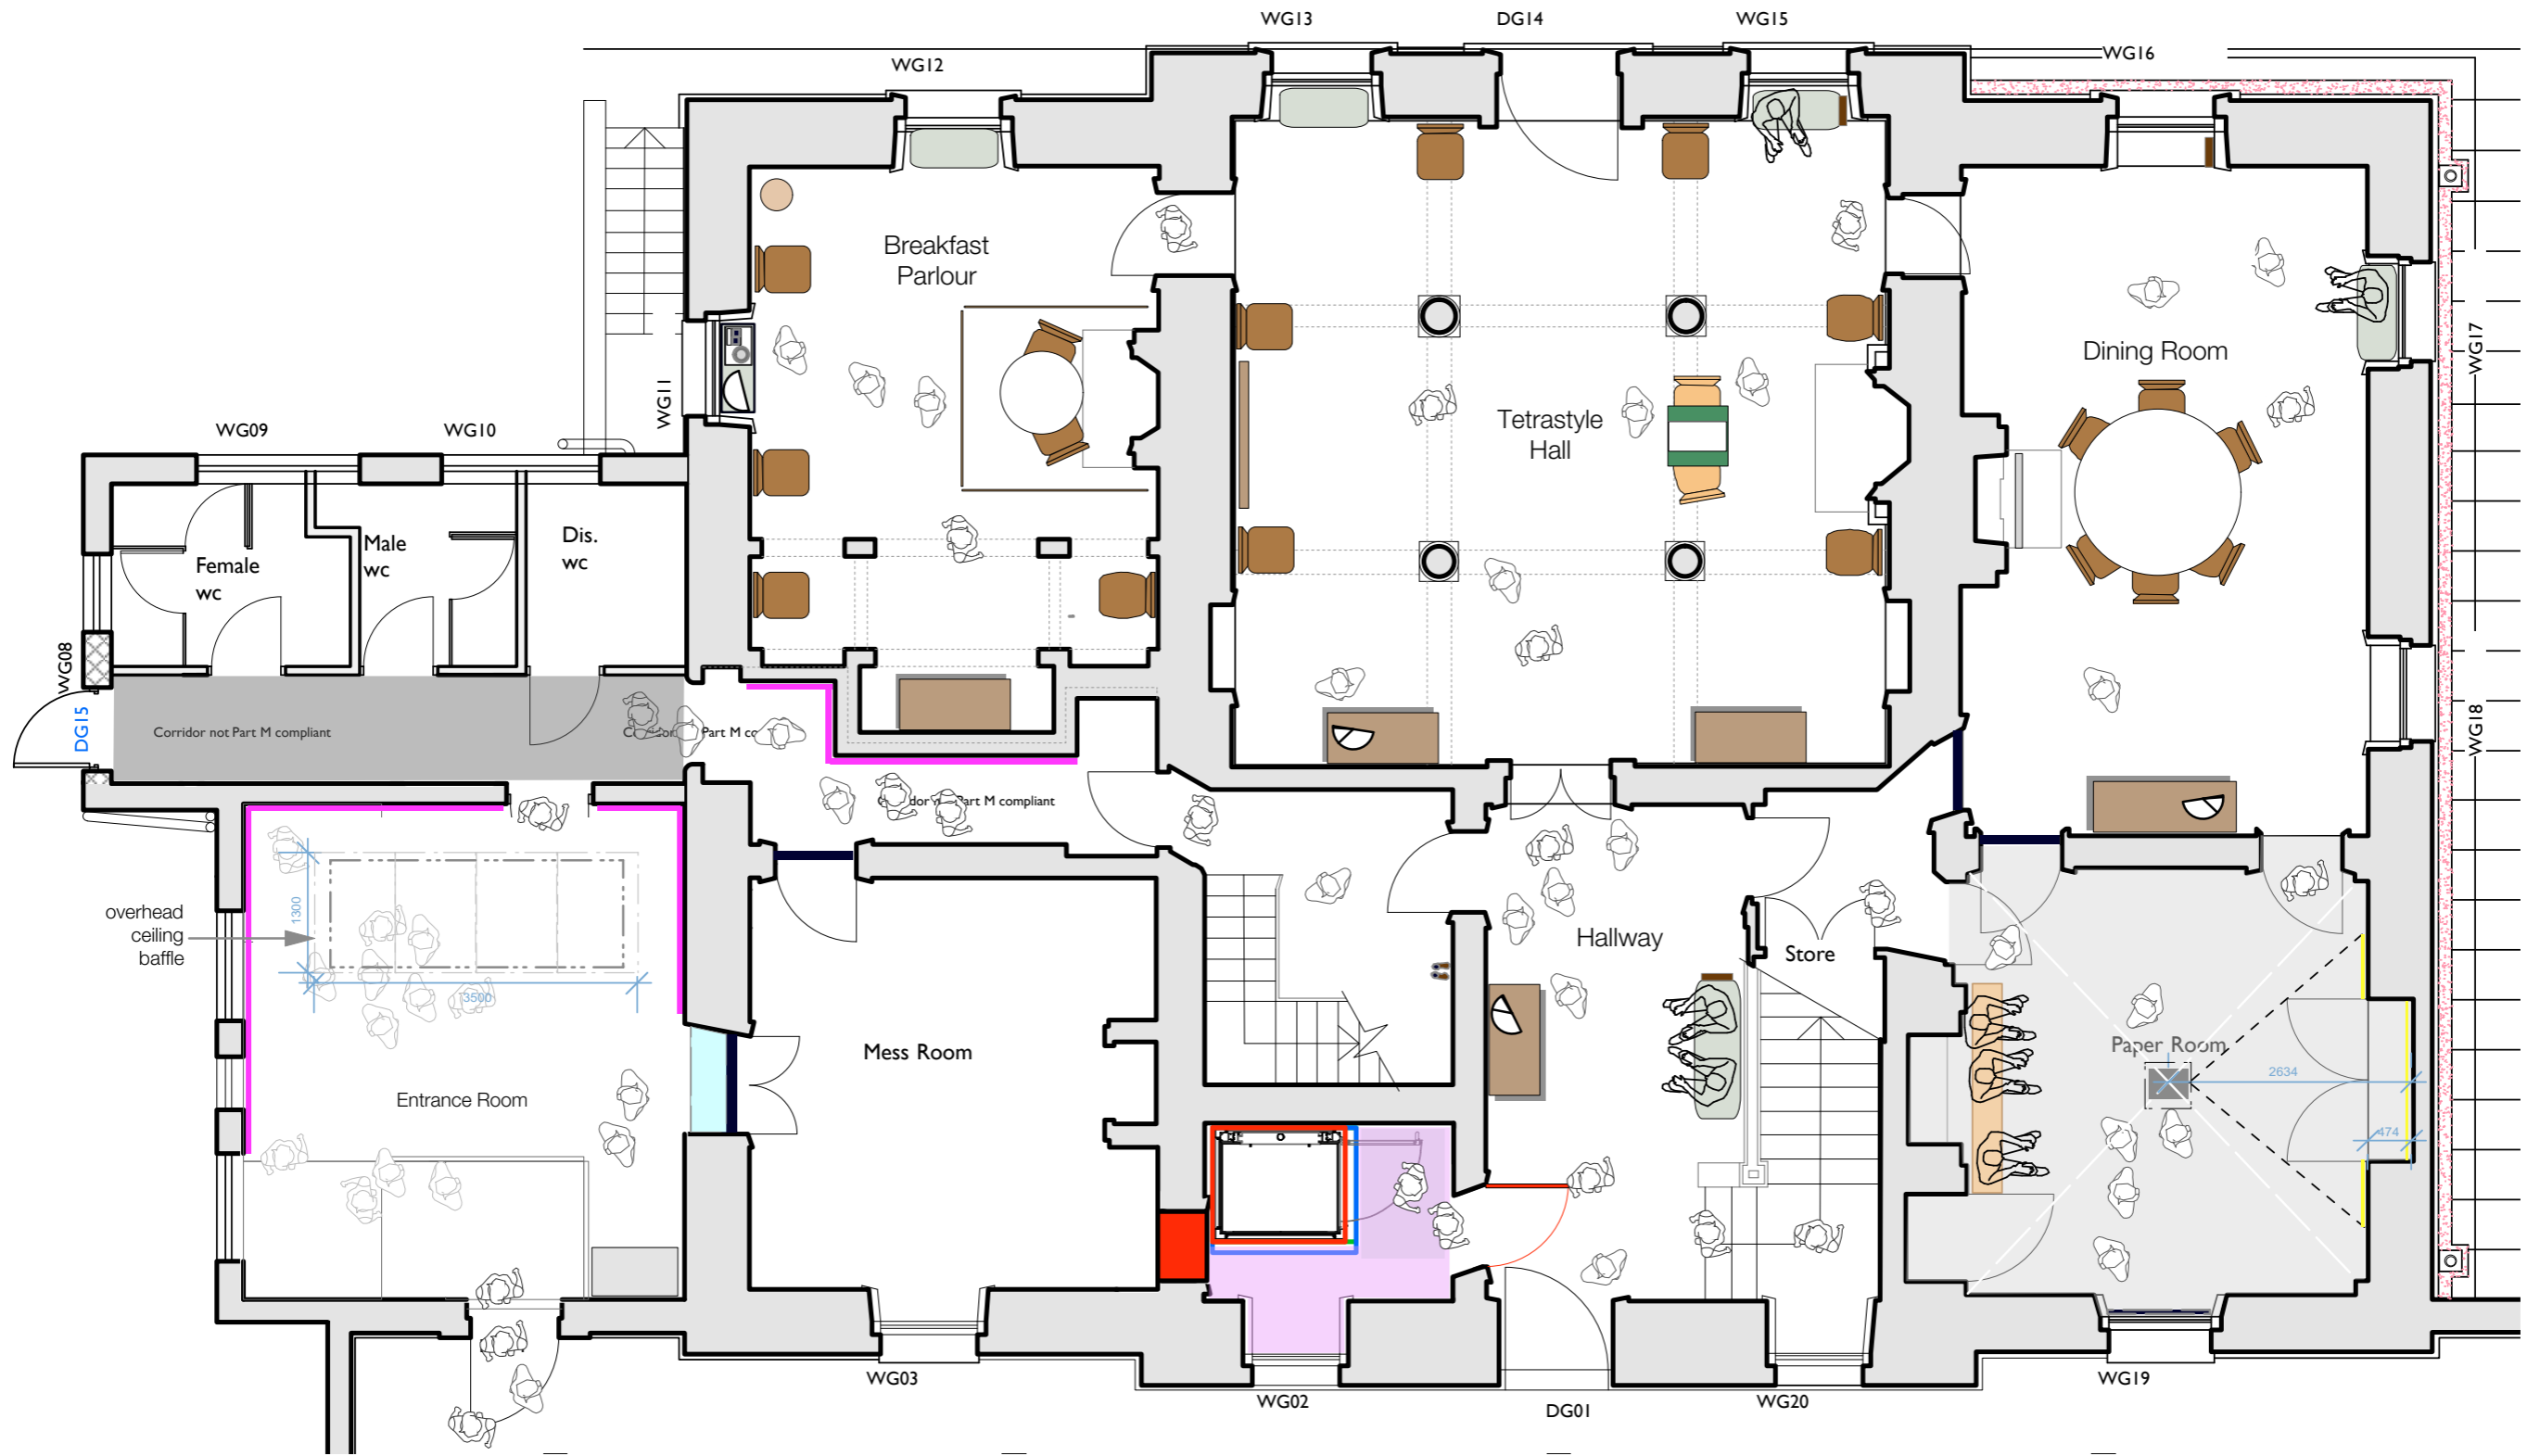 WG13
DG14
WG15
WG16
WG12
Breakfast
Parlour
WG11
Tetrastyle
Hall
Dining Room
WG17
WG09
WG10
Female
wc
Male
wc
Dis.
wc
WG08
DG15
Corridor not Part M compliant
Part M co
WG18
Part M compliant
overhead
ceiling
baffle
1300
3500
Entrance Room
Mess Room
Hallway
Store
Paper Room
2634
474
WG03
WG02
DG01
WG20
WG19